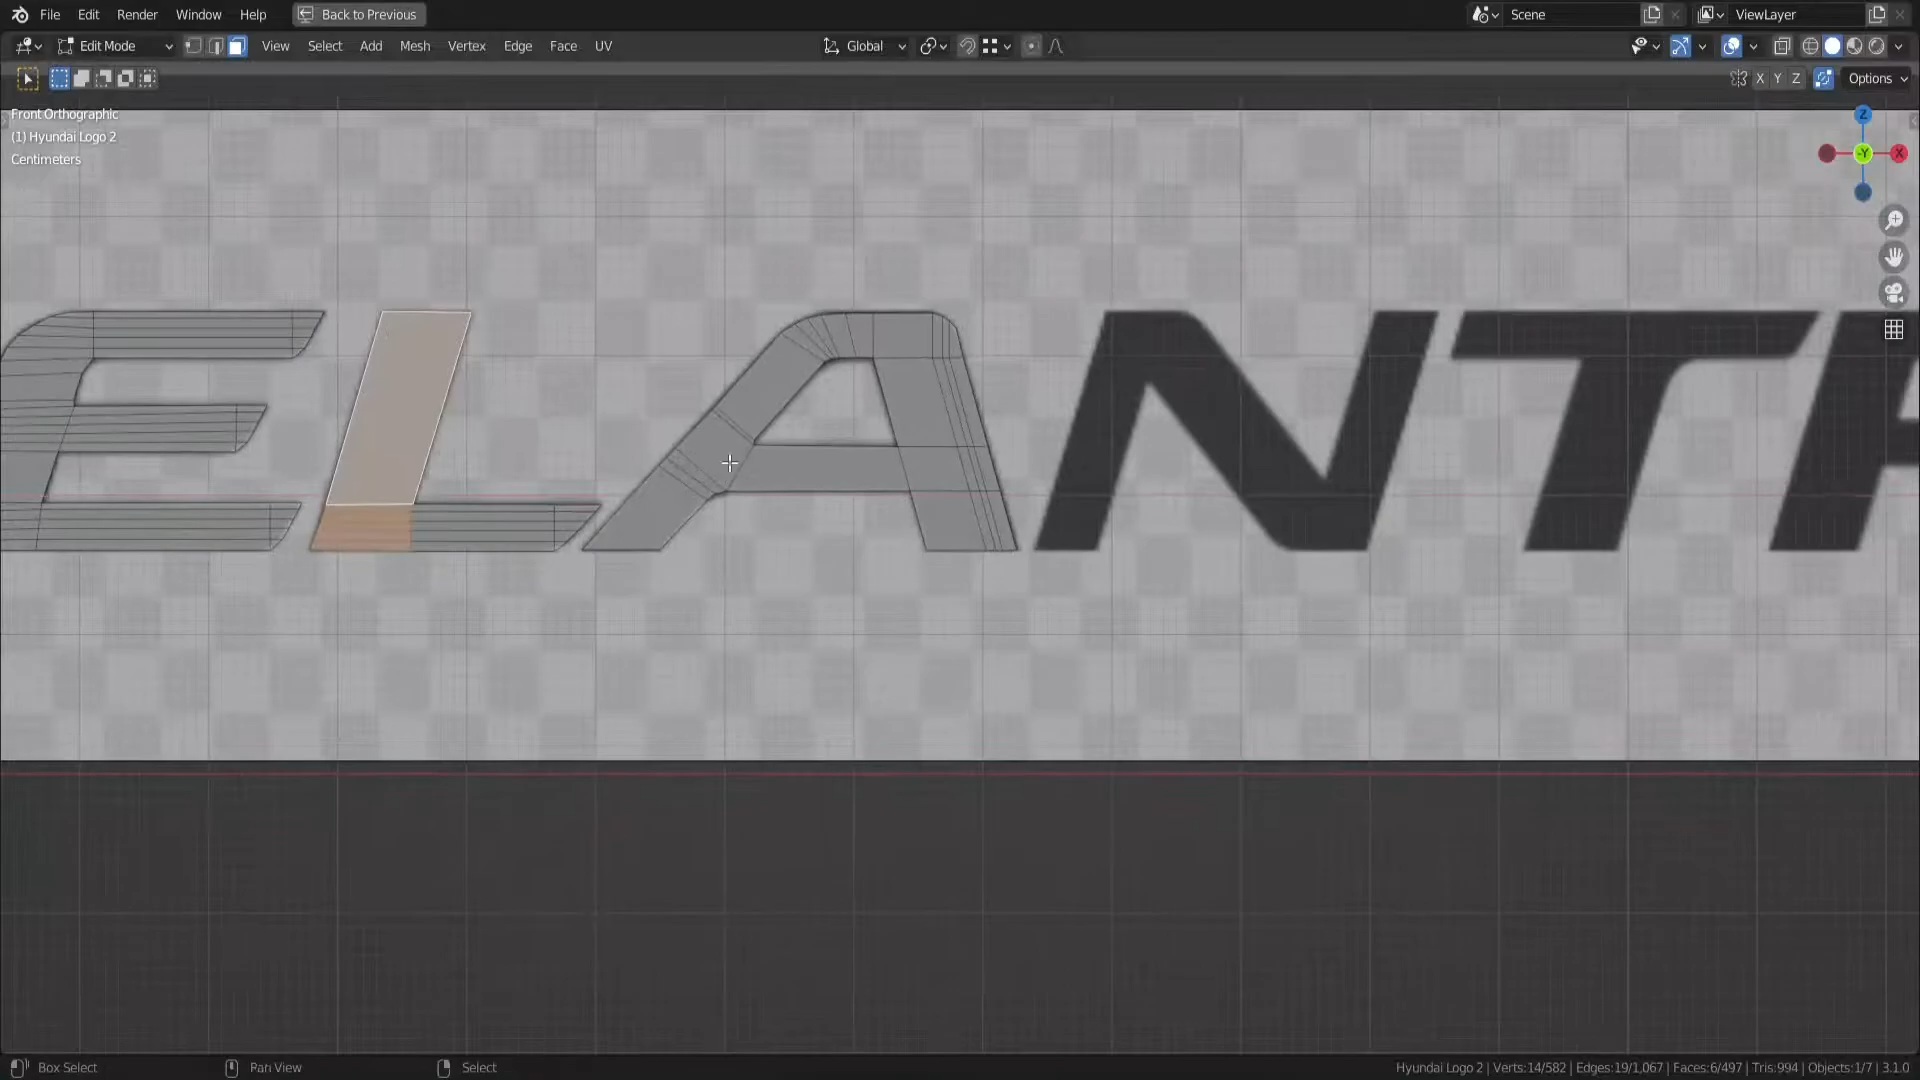 File Edit Render Window Help Back to Previous Scene ViewLayer
Edit Mode View Select Add Mesh Vertex Edge Face UV Global
X Y Z Options
Front Orthographic
(1) Hyundai Logo 2
Centimeters
Z
-Y X
ELANT
Box Select Pan View Select Hyundai Logo 2 | Verts:14/582 | Edges:19/1,067 | Faces:6/497 | Tris:994 | Objects:1/7 | 3.1.0